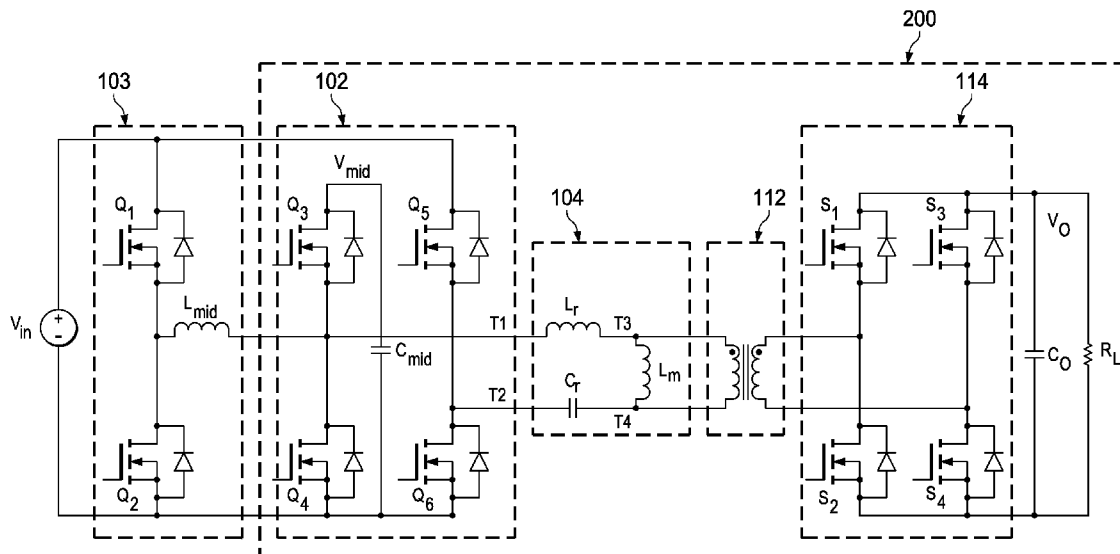 200
103
102
114
V_mid
Q_1
Q_3
Q_5
104
112
S_1
S_3
V_O
L_mid
V_in
+
-
T1
L_r
T3
C_mid
L_m
C_O
R_L
T2
C_r
T4
Q_2
Q_4
Q_6
S_2
S_4